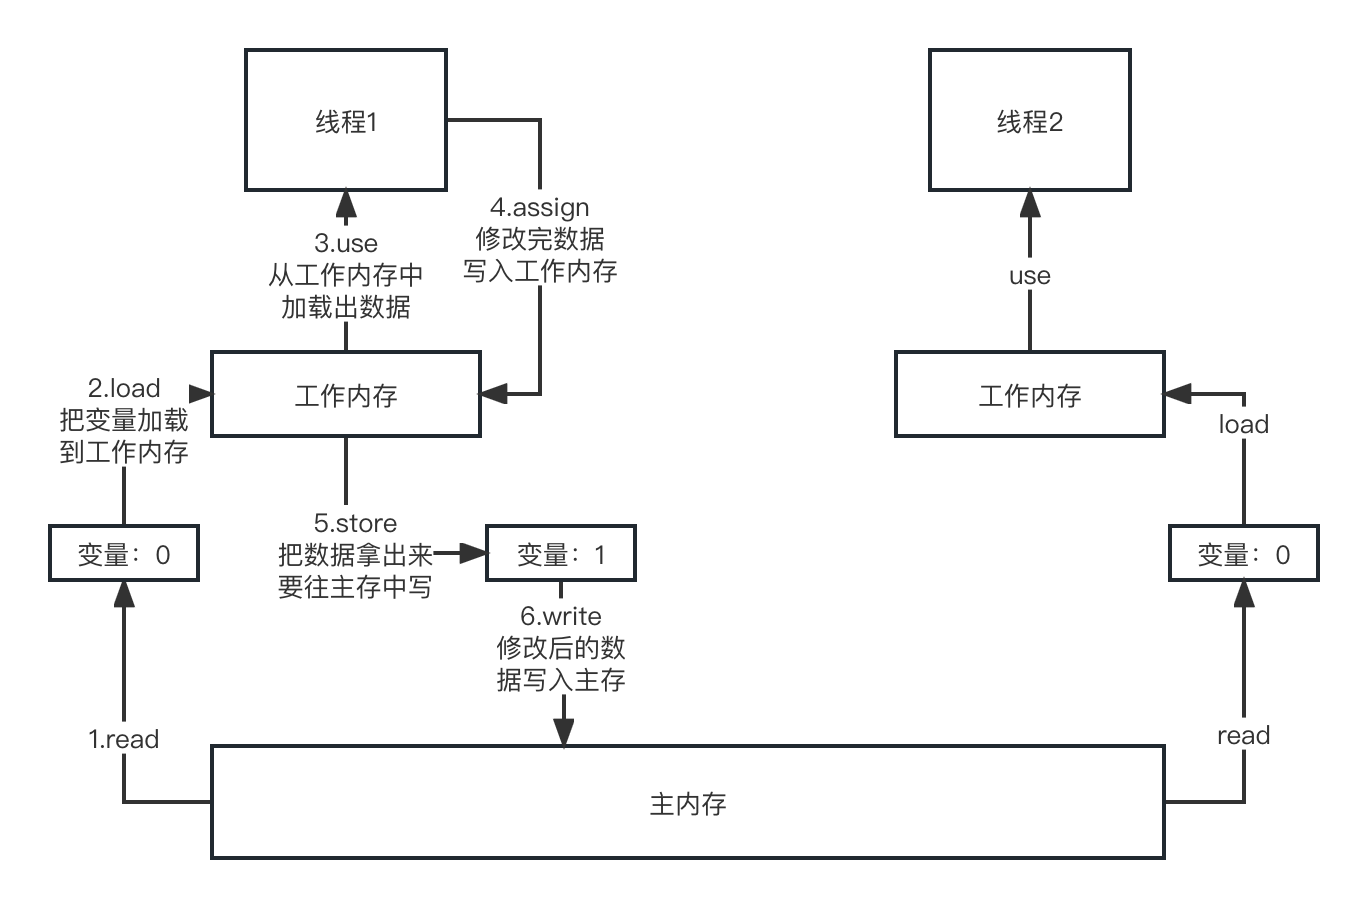 线程1
线程2
4.assign
修改完数据
写入工作内存
3.use
从工作内存中
加载出数据
use
2.load
把变量加载
到工作内存
工作内存
工作内存
load
变量：0
5.store
把数据拿出来
要往主存中写
变量：1
变量：0
6.write
修改后的数
据写入主存
1.read
read
主内存